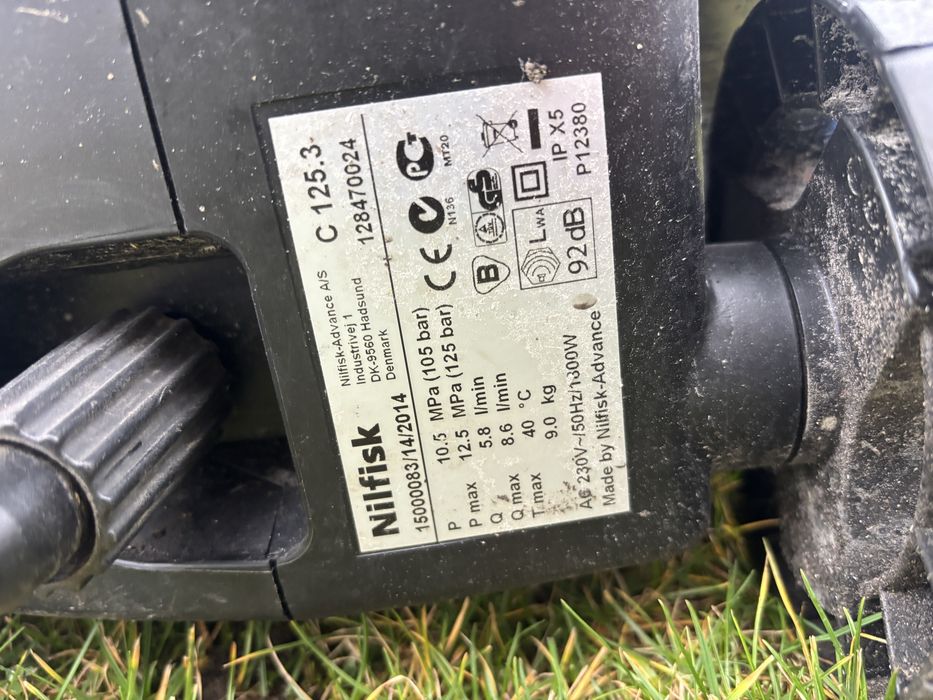 Nilfisk
Nilfisk-Advance A/S
Industrivej 1
DK-9560 Hadsund
Denmark
C 125.3
128470024
15000083/14/2014
P 10.5 MPa (105 bar)
P max 12.5 MPa (125 bar)
Q 5.8 l/min
Q max 8.6 l/min
T max 40 °C
9.0 kg
AC 230V~/50Hz/1300W
Made by Nilfisk-Advance
CE
N136
MT20
B
GS
LWA
92 dB
IP X5
P12380